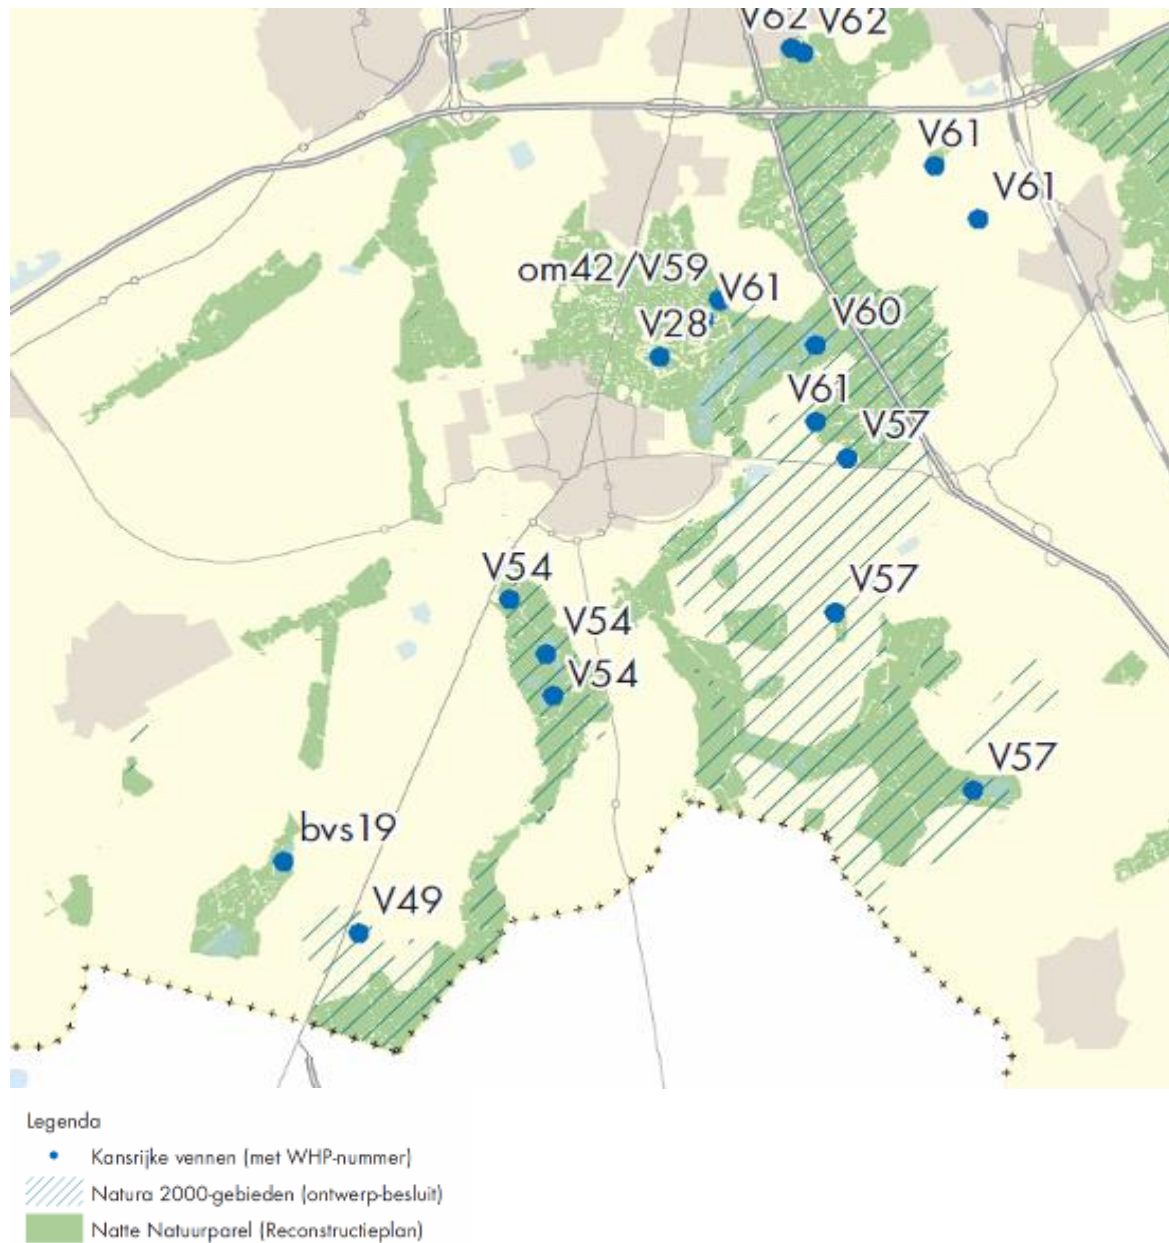 V62 V62
V61
V61
om42/V59
V61
V28
V60
V61
V57
V54
V57
V54
V54
V57
bvs19
V49
Legenda
Kansrijke vennen (met WHP-nummer)
Natura 2000-gebieden (ontwerp-besluit)
Natte Natuurparel (Reconstructieplan)